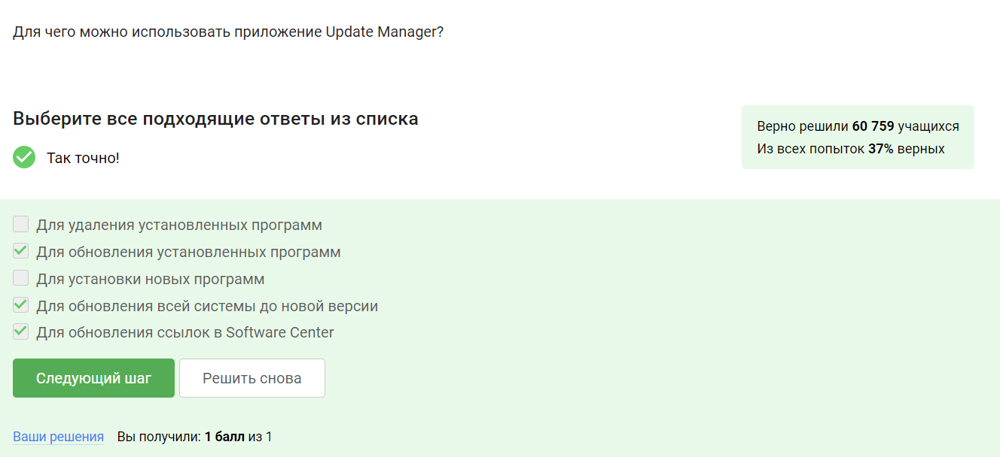 Для чего можно использовать приложение Update Manager?
Выберите все подходящие ответы из списка
Верно решили 60 759 учащихся
Из всех попыток 37% верных
Так точно!
Для удаления установленных программ
Для обновления установленных программ
Для установки новых программ
Для обновления всей системы до новой версии
Для обновления ссылок в Software Center
Следующий шаг
Решить снова
Ваши решения
Вы получили: 1 балл из 1